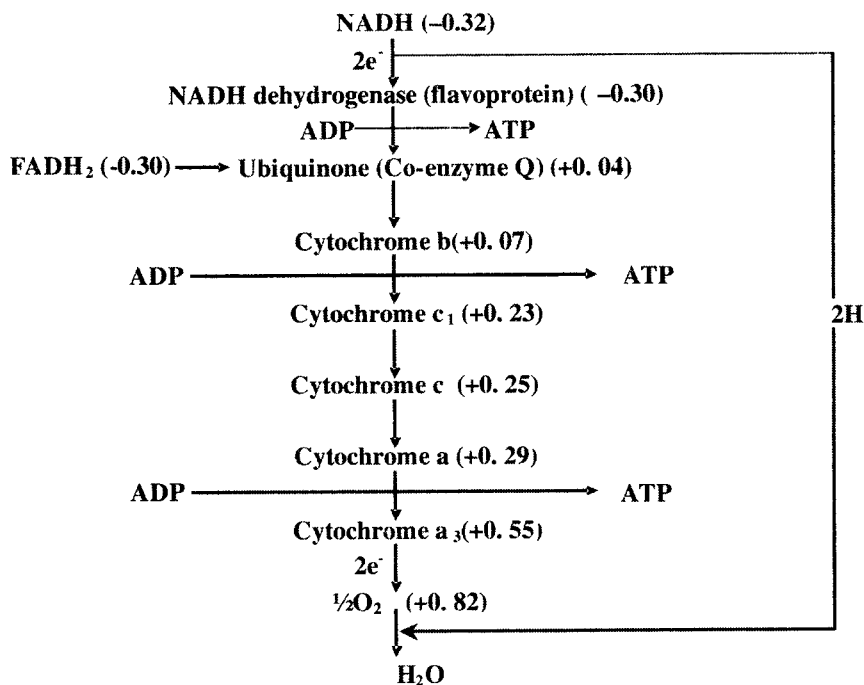 NADH (–0.32)
2e-
NADH dehydrogenase (flavoprotein) ( –0.30)
ADP ATP
FADH2 (-0.30) Ubiquinone (Co-enzyme Q) (+0. 04)
Cytochrome b(+0. 07)
ADP ATP
Cytochrome c1 (+0. 23)
2H
Cytochrome c (+0. 25)
Cytochrome a (+0. 29)
ADP ATP
Cytochrome a3(+0. 55)
2e-
½O2 (+0. 82)
H2O